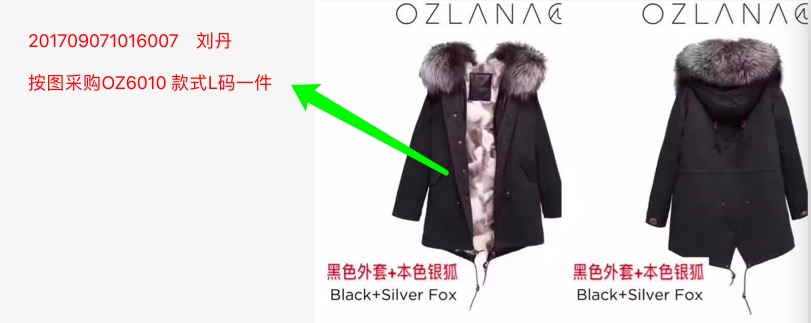 201709071016007 刘丹
按图采购OZ6010 款式L码一件
OZLANA
OZLANA
黑色外套+本色银狐
Black+Silver Fox
黑色外套+本色银狐
Black+Silver Fox